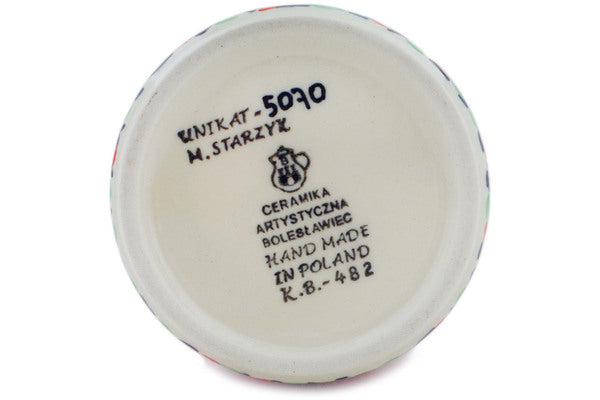 UNIKAT-5070
M.STARZYK
CERAMIKA
ARTYSTYCZNA
BOLESŁAWIEC
HAND MADE
IN POLAND
K.B.-482